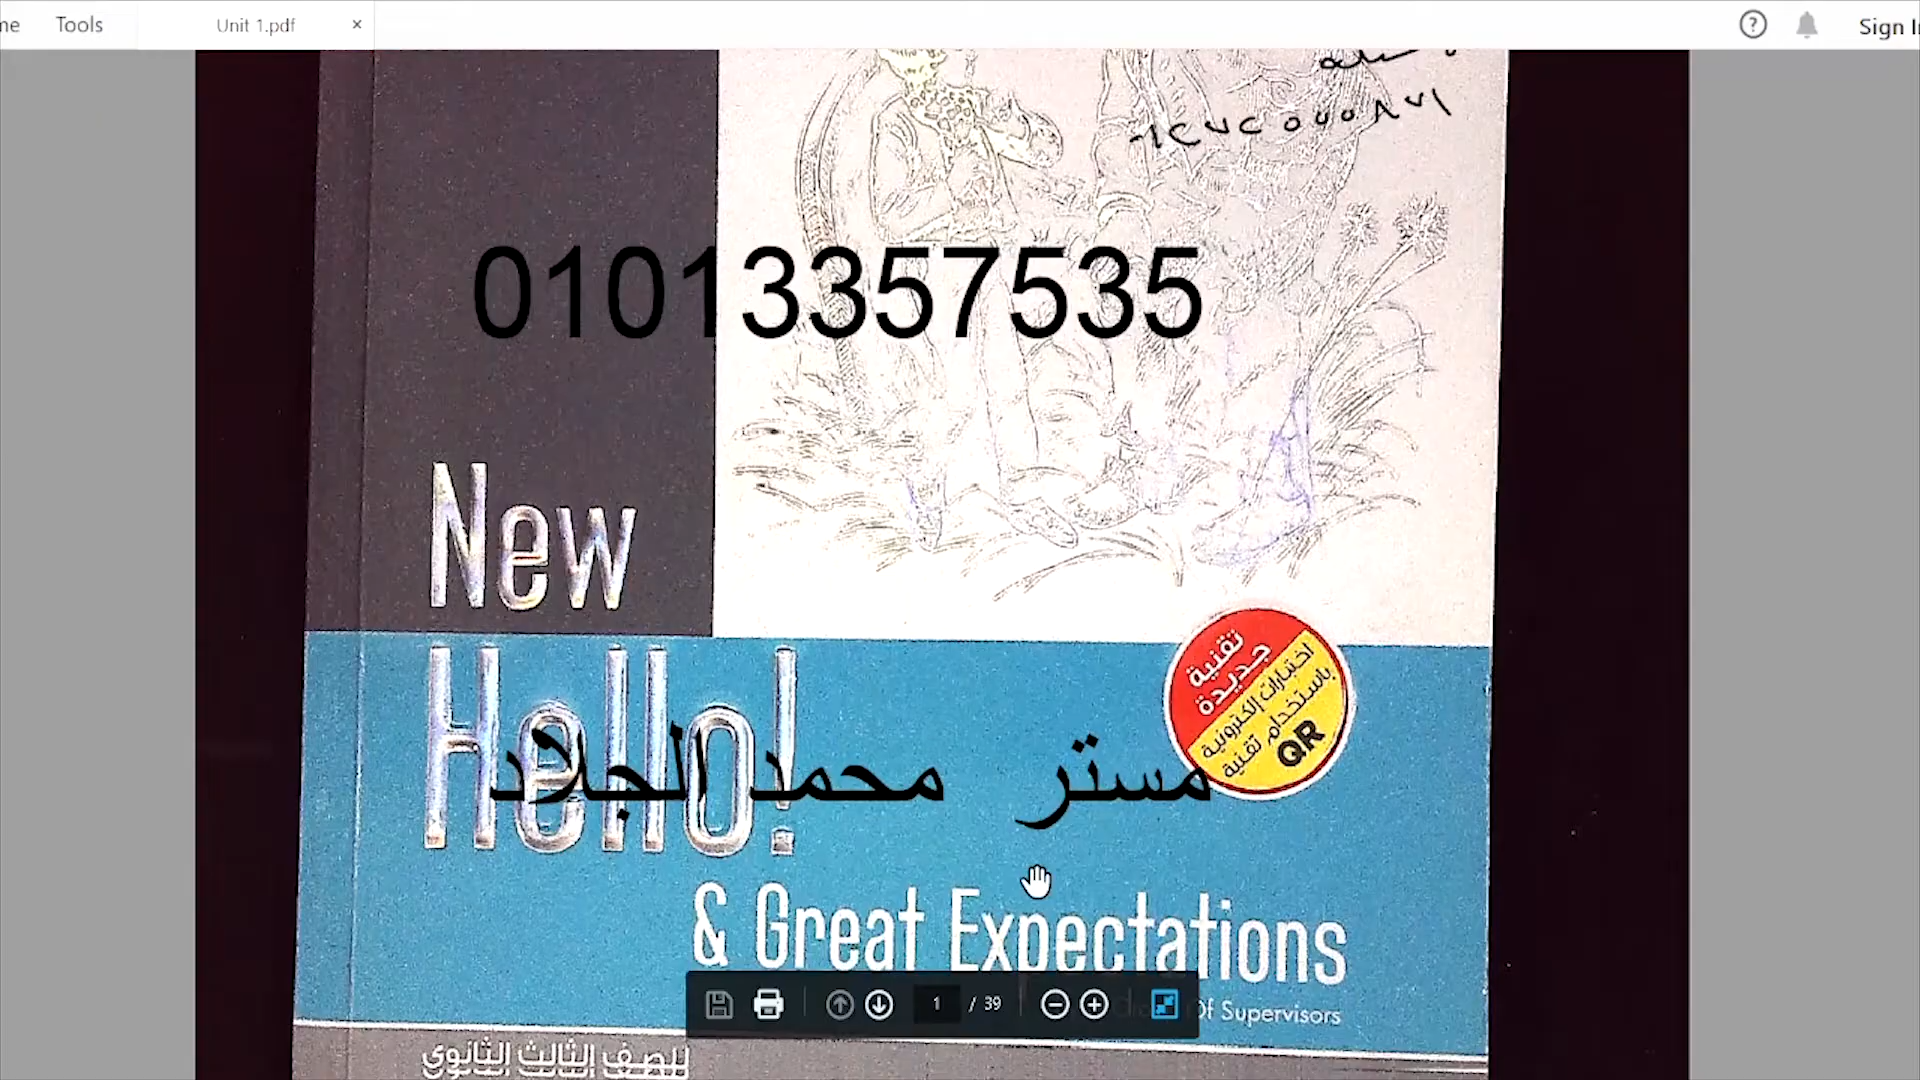 Tools
Unit 1.pdf
Sign
01013357535
New
Hello!
تقنية
جديدة
اختبارات إلكترونية
باستخدام تقنية
QR
مستر محمد الجلاد
& Great Expectations
Of Supervisors
1 / 39
للصف الثالث الثانوي